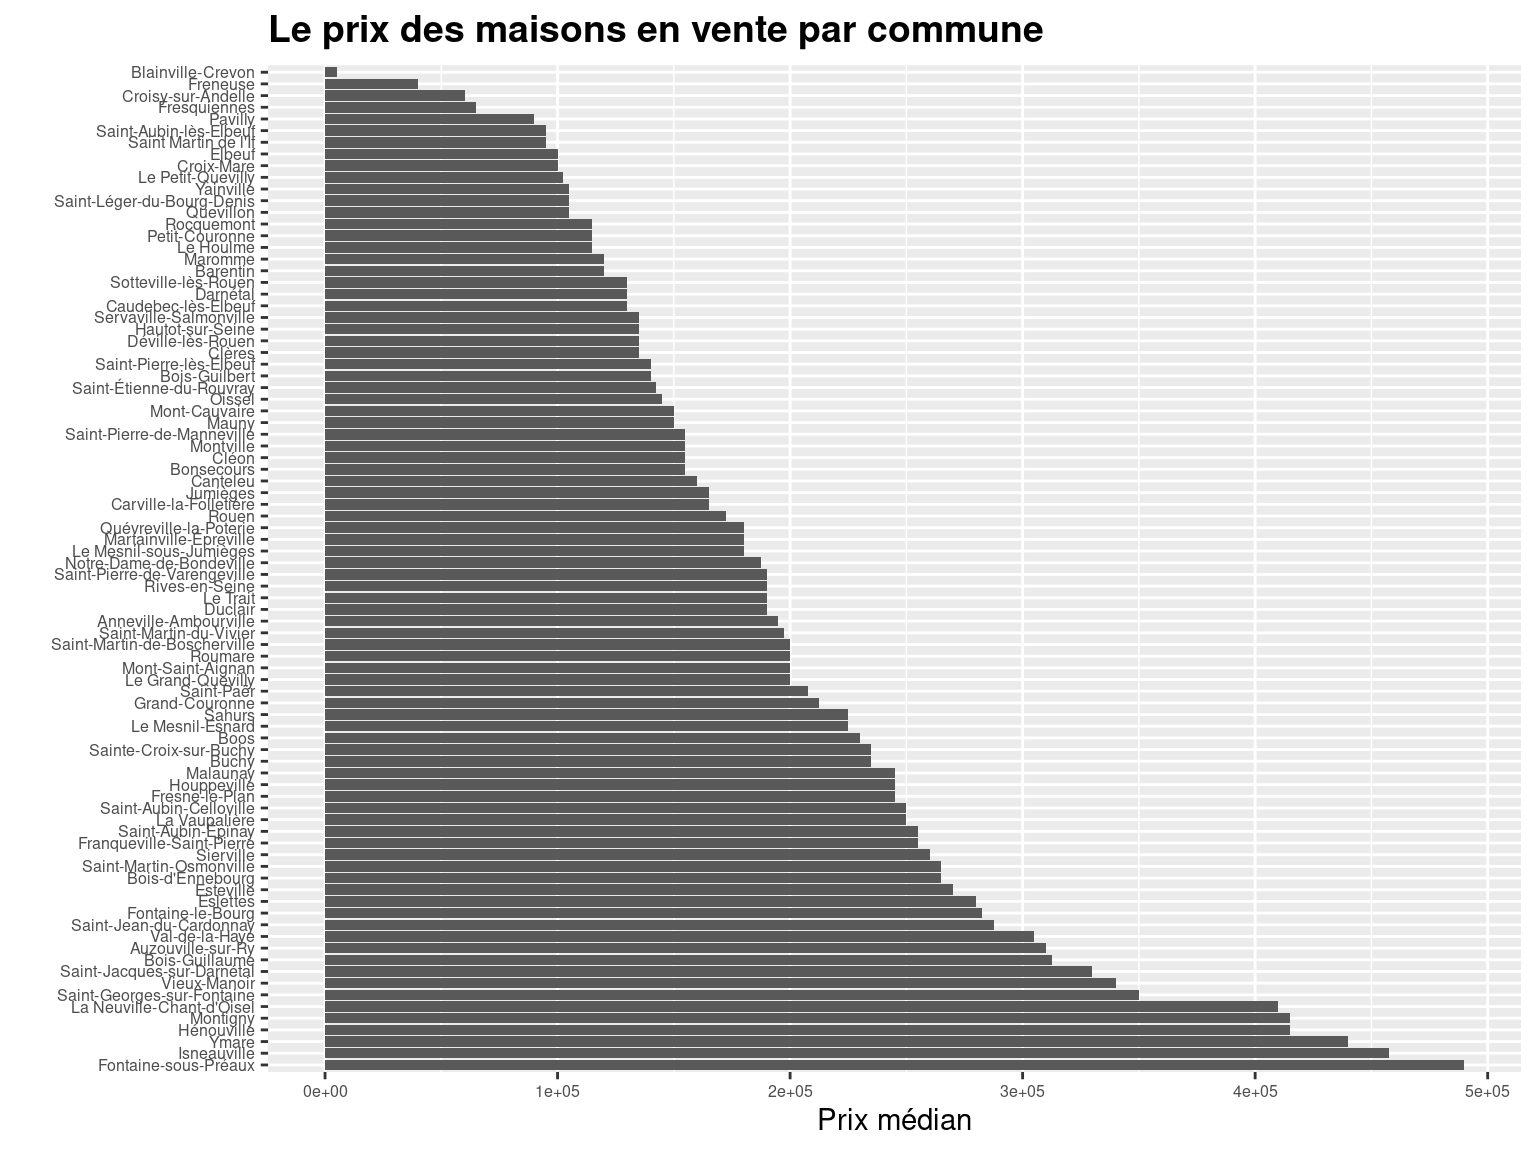 Le prix des maisons en vente par commune
Blainville-Crevon
Freneuse
Croisy-sur-Andelle
Fresquiennes
Pavilly
Saint-Aubin-lès-Elbeuf
Saint Martin de l'If
Elbeuf
Croix-Mare
Le Petit-Quevilly
Yainville
Saint-Léger-du-Bourg-Denis
Quevillon
Rocquemont
Petit-Couronne
Le Houlme
Maromme
Barentin
Sotteville-lès-Rouen
Darnétal
Caudebec-lès-Elbeuf
Servaville-Salmonville
Hautot-sur-Seine
Déville-lès-Rouen
Clères
Saint-Pierre-lès-Elbeuf
Bois-Guilbert
Saint-Étienne-du-Rouvray
Oissel
Mont-Cauvaire
Mauny
Saint-Pierre-de-Manneville
Montville
Cléon
Bonsecours
Canteleu
Jumièges
Carville-la-Folletière
Rouen
Quévreville-la-Poterie
Martainville-Épreville
Le Mesnil-sous-Jumièges
Notre-Dame-de-Bondeville
Saint-Pierre-de-Varengeville
Rives-en-Seine
Le Trait
Duclair
Anneville-Ambourville
Saint-Martin-du-Vivier
Saint-Martin-de-Boscherville
Roumare
Mont-Saint-Aignan
Le Grand-Quevilly
Saint-Paër
Grand-Couronne
Sahurs
Le Mesnil-Esnard
Boos
Sainte-Croix-sur-Buchy
Buchy
Malaunay
Houppeville
Fresne-le-Plan
Saint-Aubin-Celloville
La Vaupalière
Saint-Aubin-Épinay
Franqueville-Saint-Pierre
Sierville
Saint-Martin-Osmonville
Bois-d'Ennebourg
Esteville
Eslettes
Fontaine-le-Bourg
Saint-Jean-du-Cardonnay
Val-de-la-Haye
Auzouville-sur-Ry
Bois-Guillaume
Saint-Jacques-sur-Darnétal
Vieux-Manoir
Saint-Georges-sur-Fontaine
La Neuville-Chant-d'Oisel
Montigny
Hénouville
Ymare
Isneauville
Fontaine-sous-Préaux
0e+00 1e+05 2e+05 3e+05 4e+05 5e+05
Prix médian